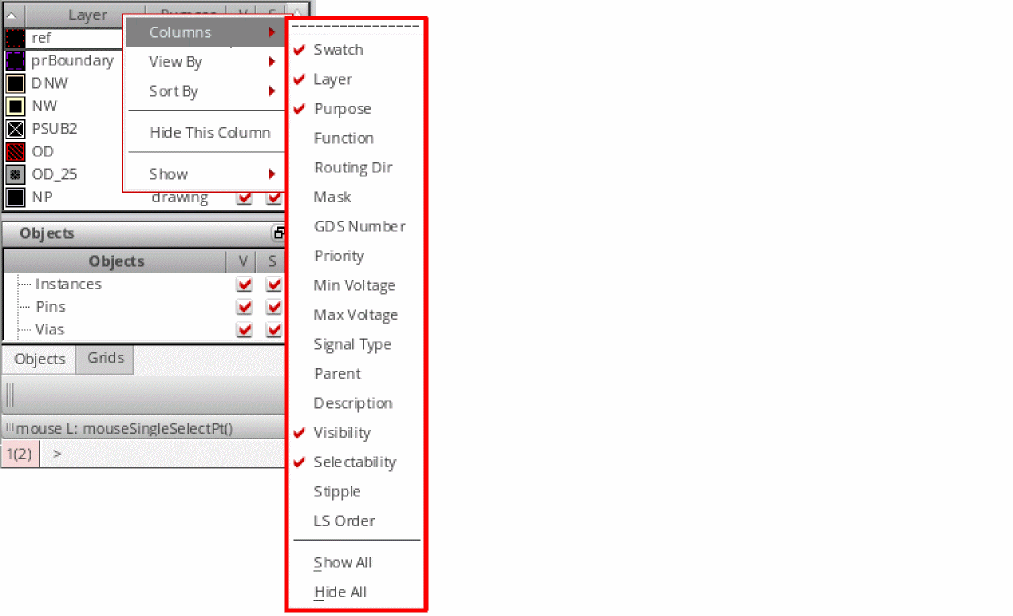 Layer
V S
ref
prBoundary
DNW
NW
PSUB2
OD
OD_25
NP drawing
Columns
View By
Sort By
Hide This Column
Show
Swatch
Layer
Purpose
Function
Routing Dir
Mask
GDS Number
Priority
Min Voltage
Max Voltage
Signal Type
Parent
Description
Visibility
Selectability
Stipple
LS Order
Show All
Hide All
Objects
Objects V S
Instances
Pins
Vias
Objects Grids
mouse L: mouseSingleSelectPt()
1(2) >